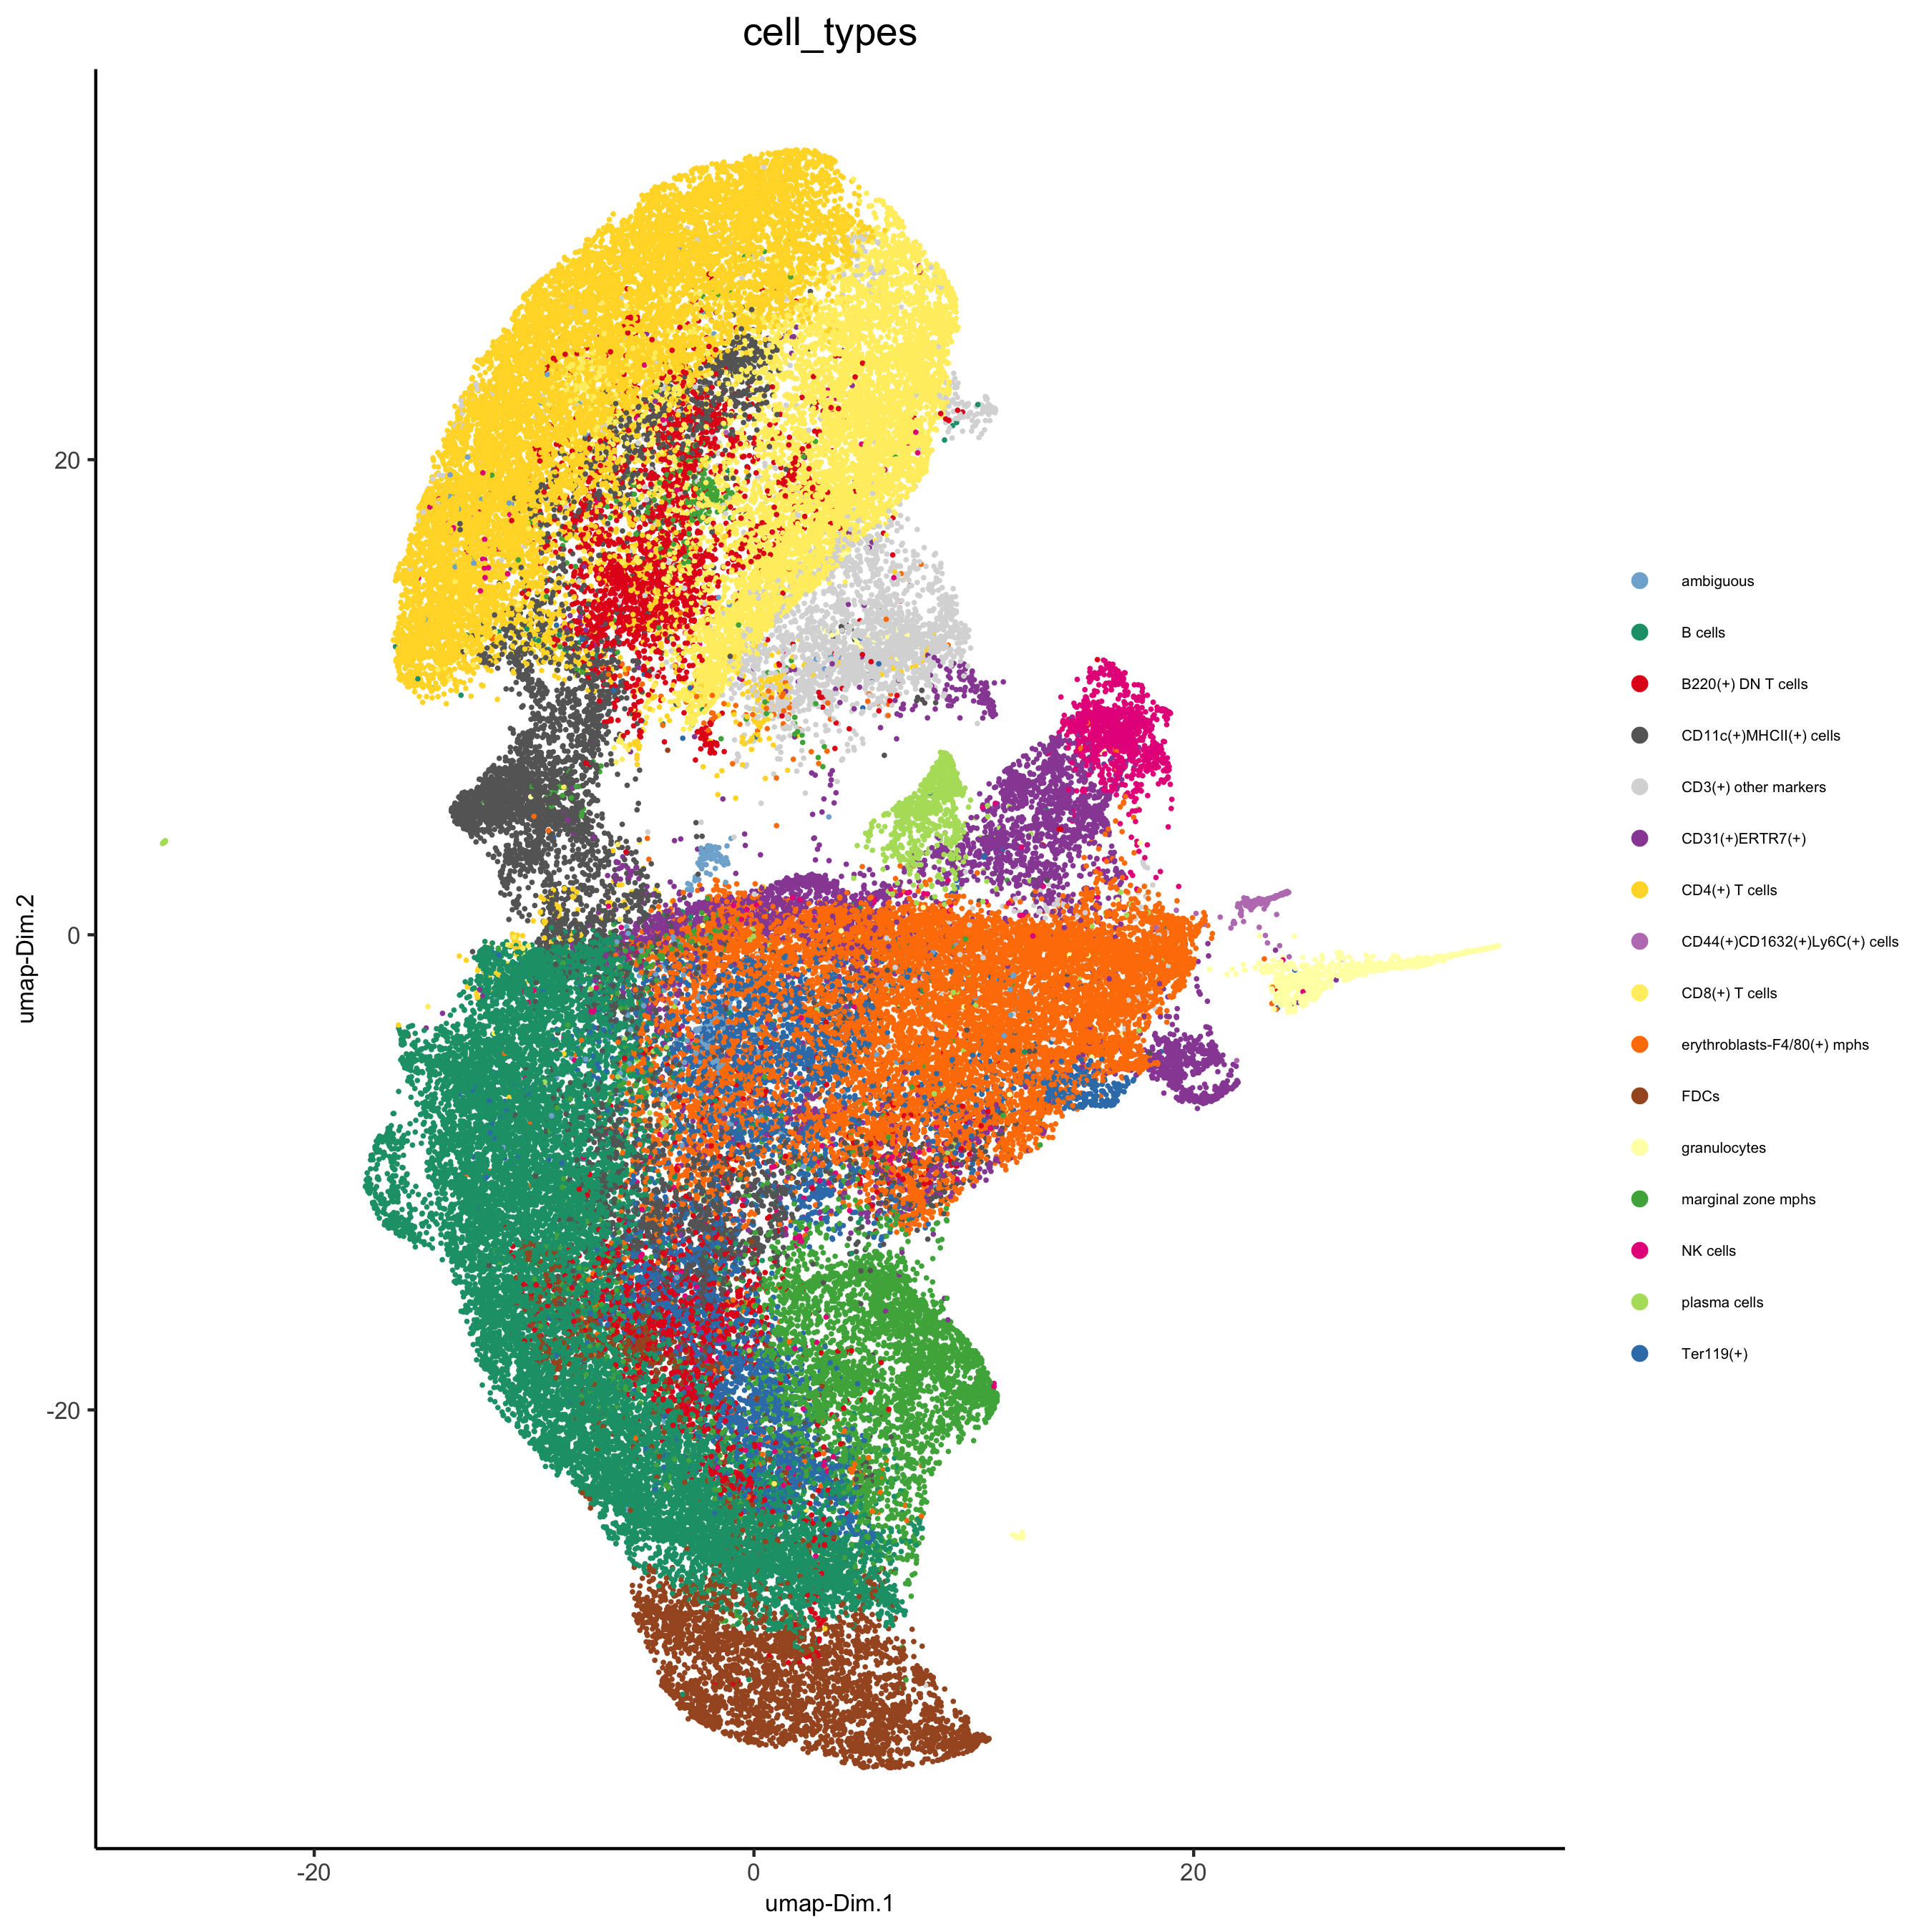 cell_types
20
0
-20
umap-Dim.2
-20
0
20
umap-Dim.1
ambiguous
B cells
B220(+) DN T cells
CD11c(+)MHCII(+) cells
CD3(+) other markers
CD31(+)ERTR7(+)
CD4(+) T cells
CD44(+)CD1632(+)Ly6C(+) cells
CD8(+) T cells
erythroblasts-F4/80(+) mphs
FDCs
granulocytes
marginal zone mphs
NK cells
plasma cells
Ter119(+)